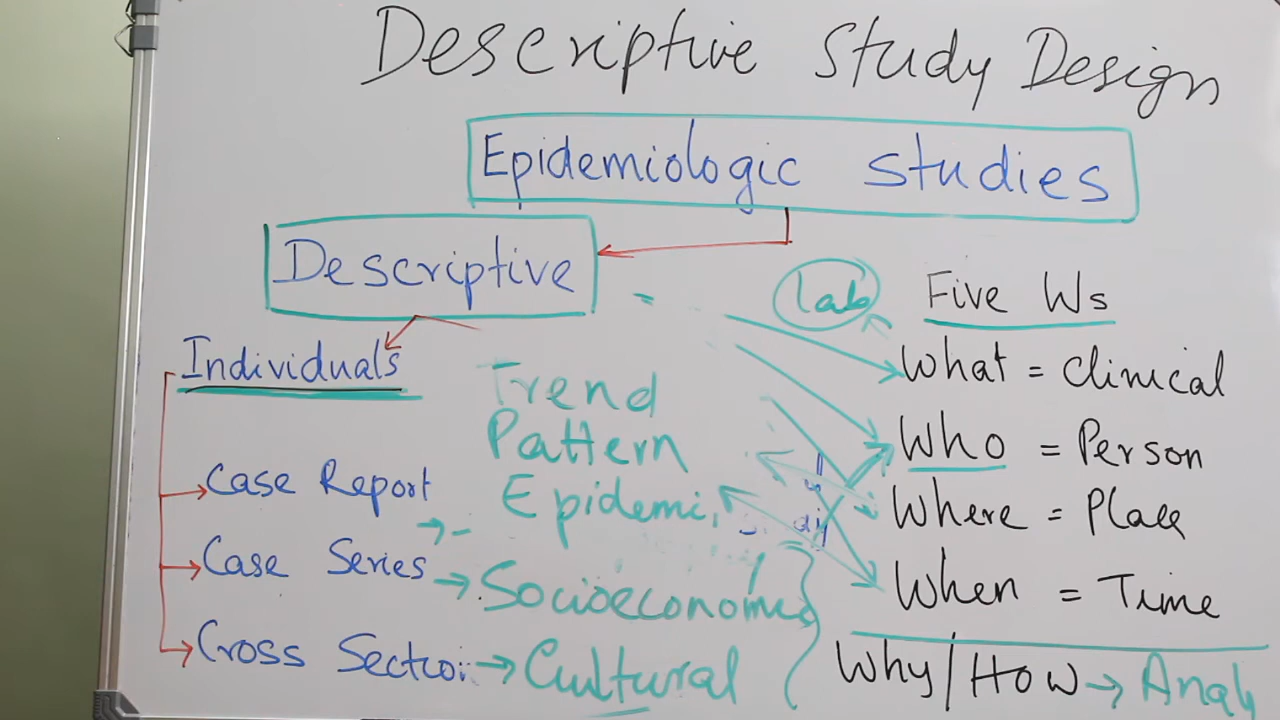 Descriptive Study Design
Epidemiologic studies
Descriptive
Individuals
Case Report
Case Series
Cross Sectio
Trend
Pattern
Epidemi
Socioeconomic
Cultural
lab
Five Ws
What = Clinical
Who = Person
Where = Place
When = Time
Why/How → Analy